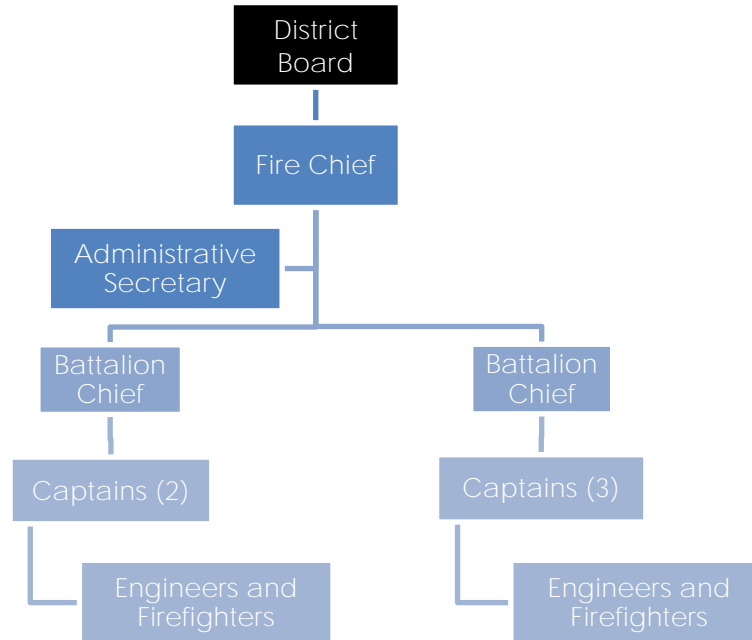 District
Board
Fire Chief
Administrative
Secretary
Battalion
Chief
Battalion
Chief
Captains (2)
Captains (3)
Engineers and
Firefighters
Engineers and
Firefighters